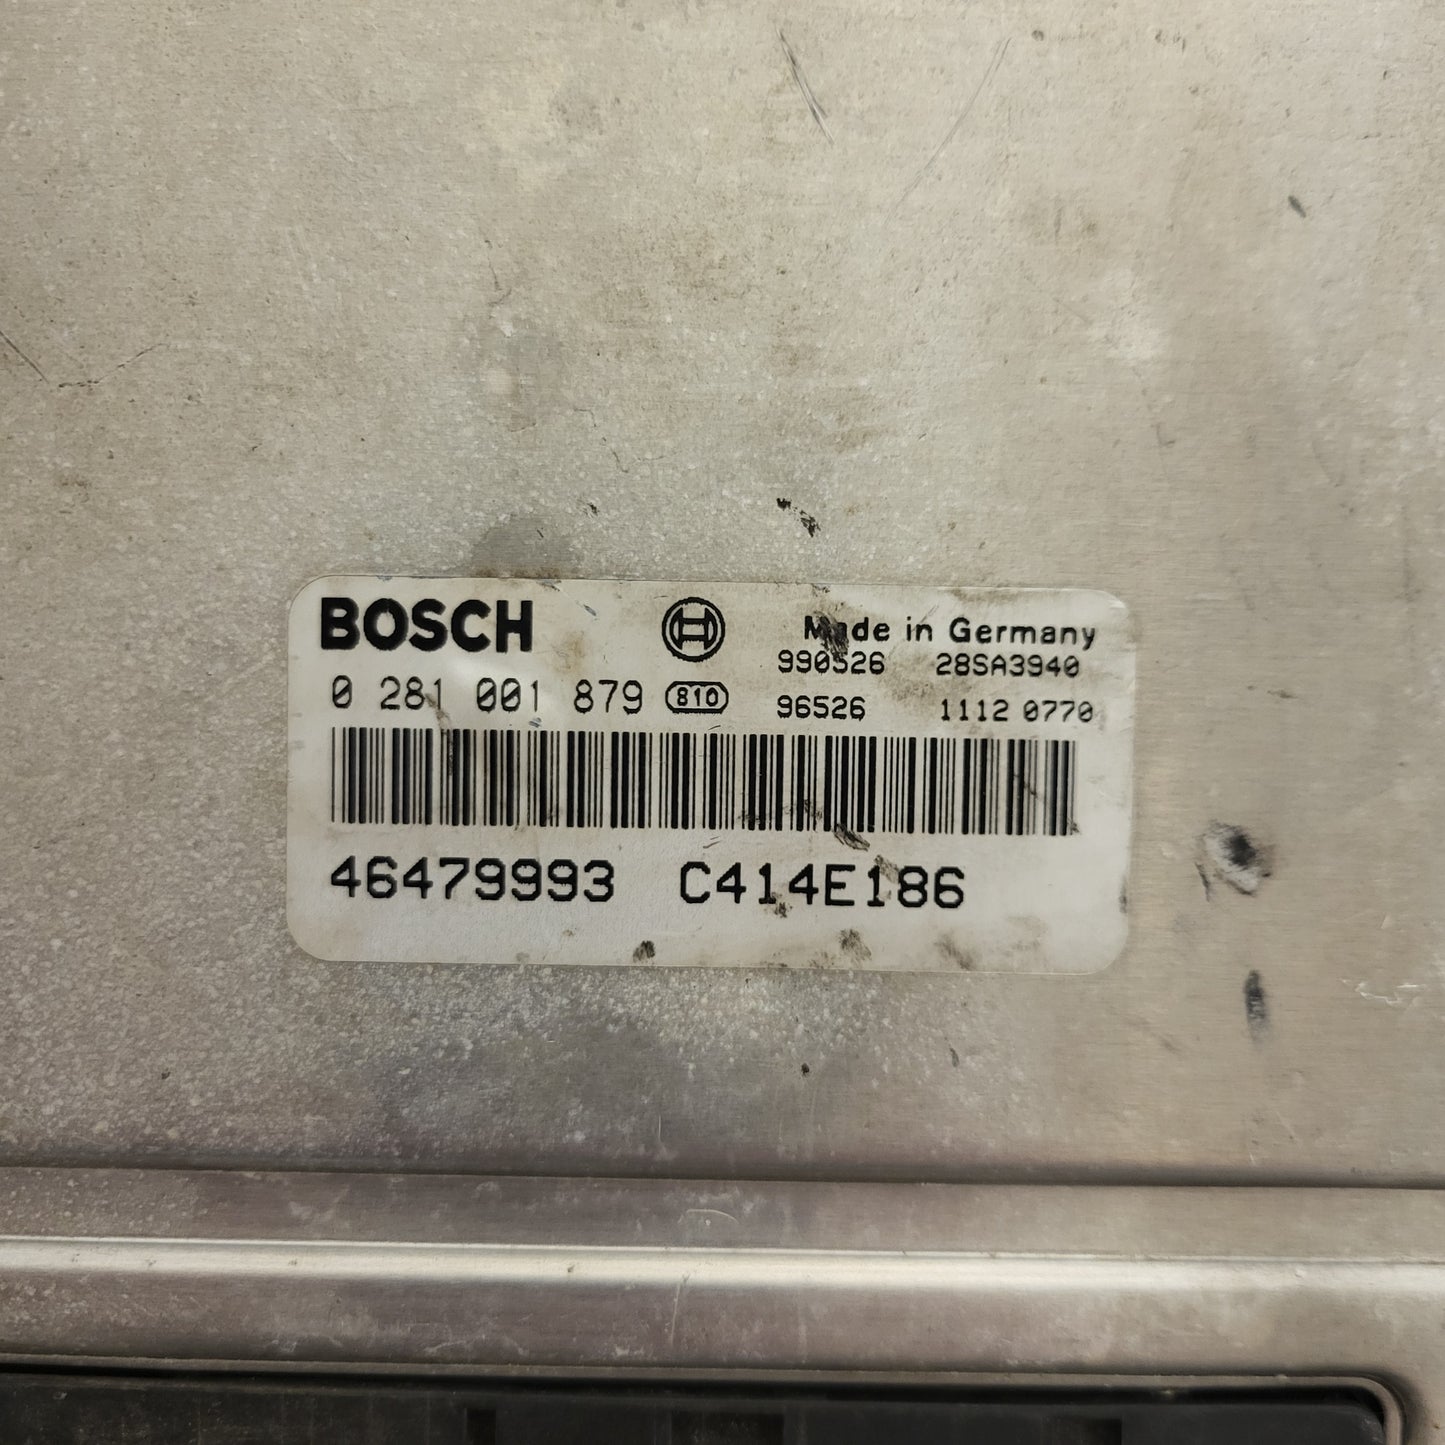 BOSCH
Made in Germany
990526 28SA3940
0 281 001 879 810
96526 1112 0770
46479993 C414E186